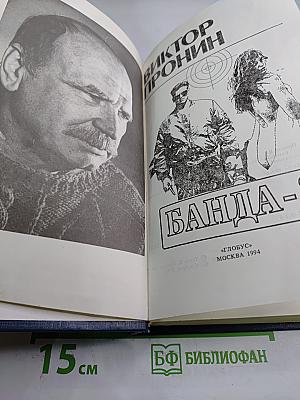 ВИКТОР
ПРОНИН
БАНДА-
«ГЛОБУС»
МОСКВА 1994
15 СМ
БФ БИБЛИОФАН